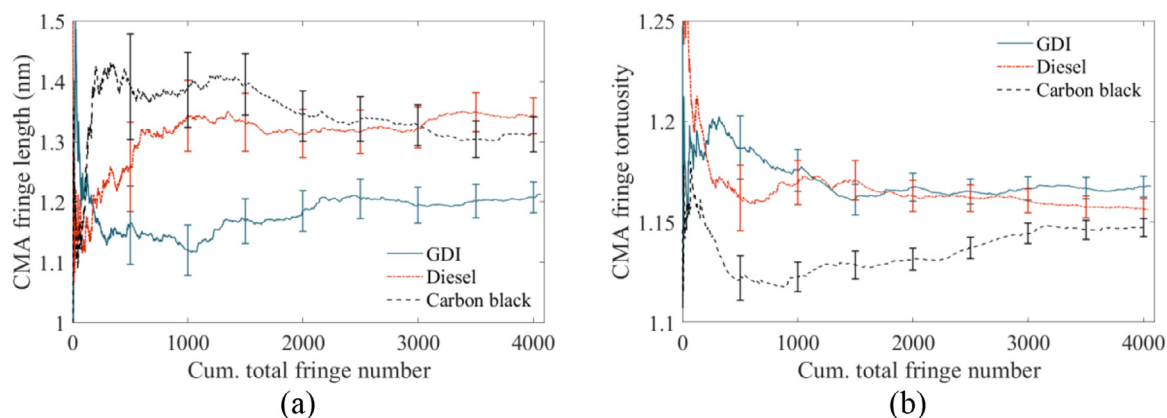 1.5
1.4
1.3
1.2
1.1
1
CMA fringe length (nm)
GDI
Diesel
Carbon black
0 1000 2000 3000 4000
Cum. total fringe number
(a)
1.25
1.2
1.15
1.1
CMA fringe tortuosity
GDI
Diesel
Carbon black
0 1000 2000 3000 4000
Cum. total fringe number
(b)